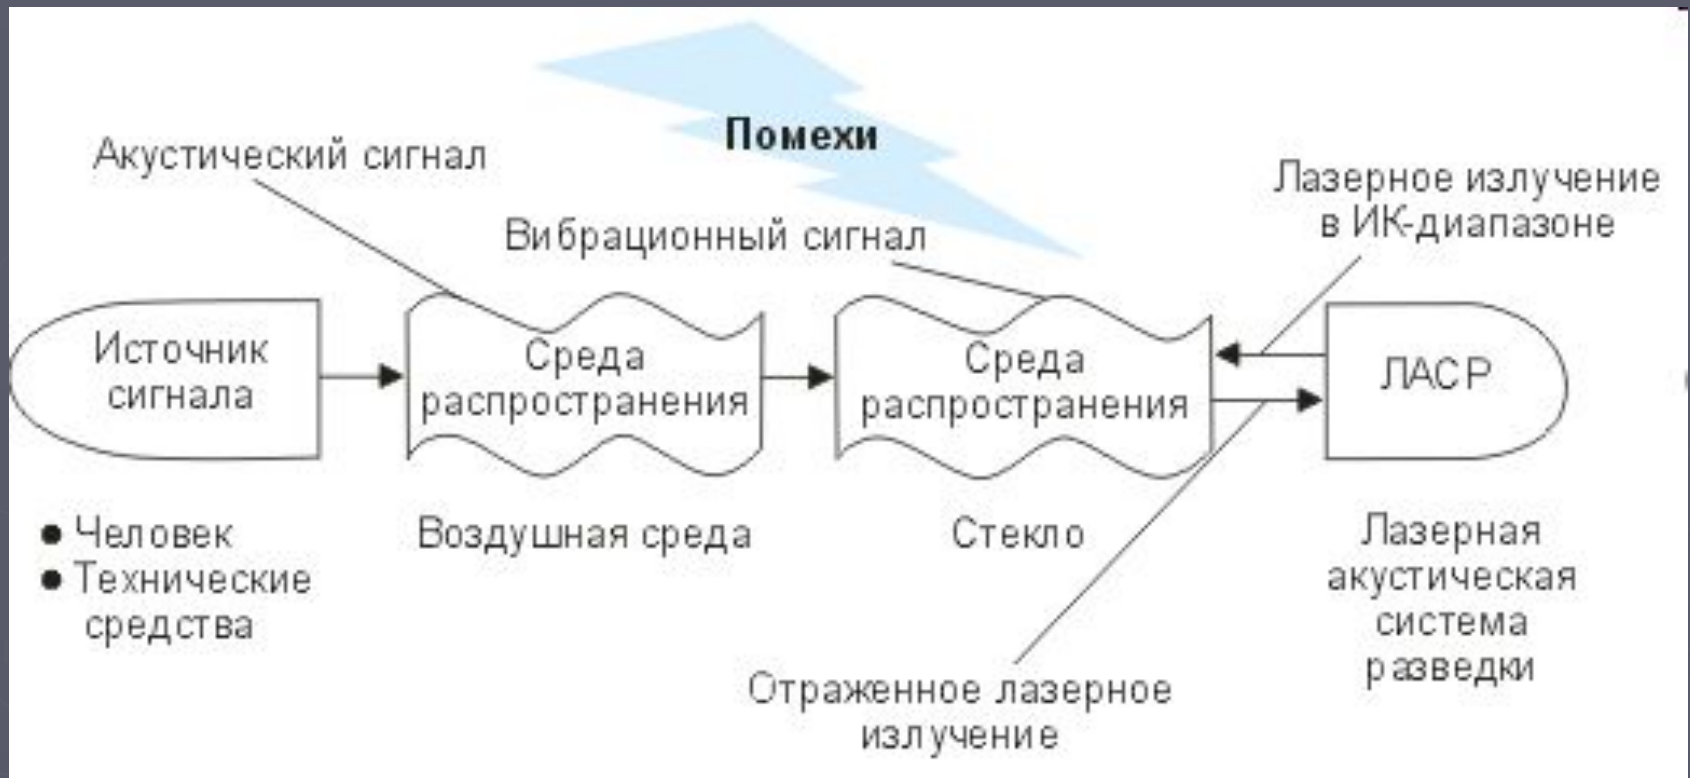 Помехи
Акустический сигнал
Вибрационный сигнал
Лазерное излучение
в ИК-диапазоне
Источник
сигнала
Среда
распространения
Среда
распространения
ЛАСР
● Человек
● Технические
средства
Воздушная среда
Стекло
Лазерная
акустическая
система
разведки
Отраженное лазерное
излучение